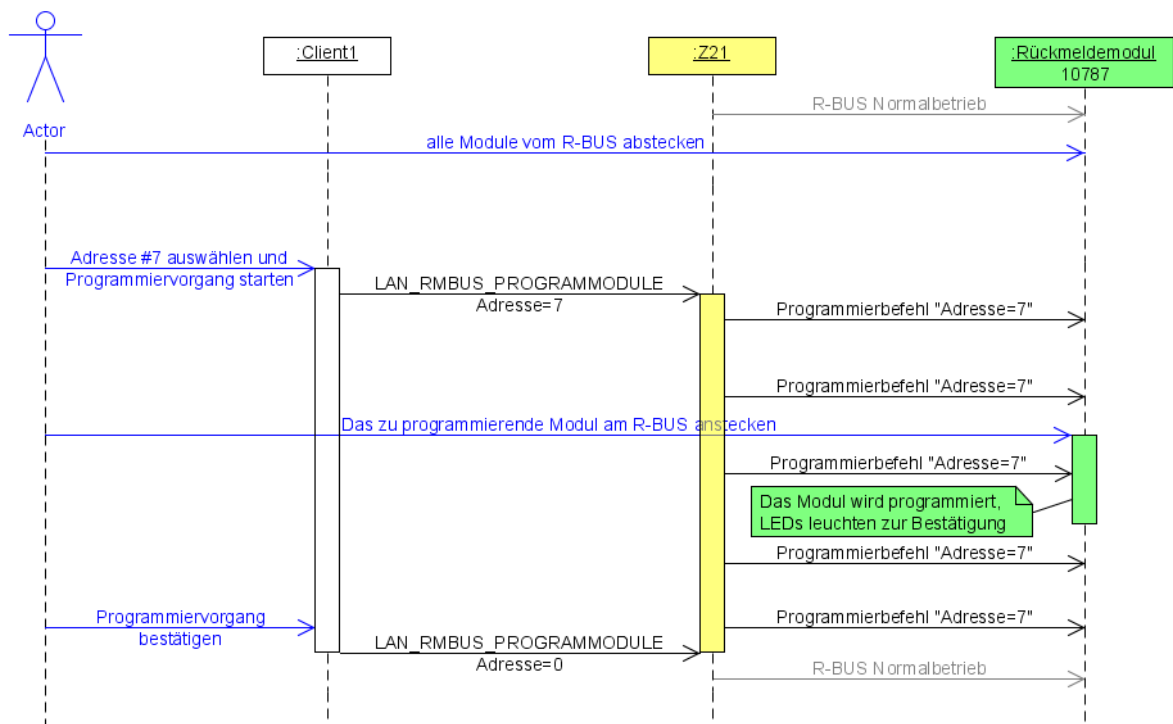 :Client1
:Z21
:Rückmeldemodul
10787
R-BUS Normalbetrieb
Actor
alle Module vom R-BUS abstecken
Adresse #7 auswählen und
Programmiervorgang starten
LAN_RMBUS_PROGRAMMODULE
Adresse=7
Programmierbefehl "Adresse=7"
Programmierbefehl "Adresse=7"
Das zu programmierende Modul am R-BUS anstecken
Programmierbefehl "Adresse=7"
Das Modul wird programmiert,
LEDs leuchten zur Bestätigung
Programmierbefehl "Adresse=7"
Programmiervorgang
bestätigen
Programmierbefehl "Adresse=7"
LAN_RMBUS_PROGRAMMODULE
Adresse=0
R-BUS Normalbetrieb